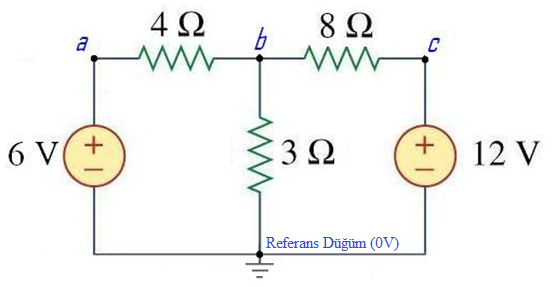 4 Ω 8 Ω
a b c
6 V + − 3 Ω + − 12 V
Referans Düğüm (0V)